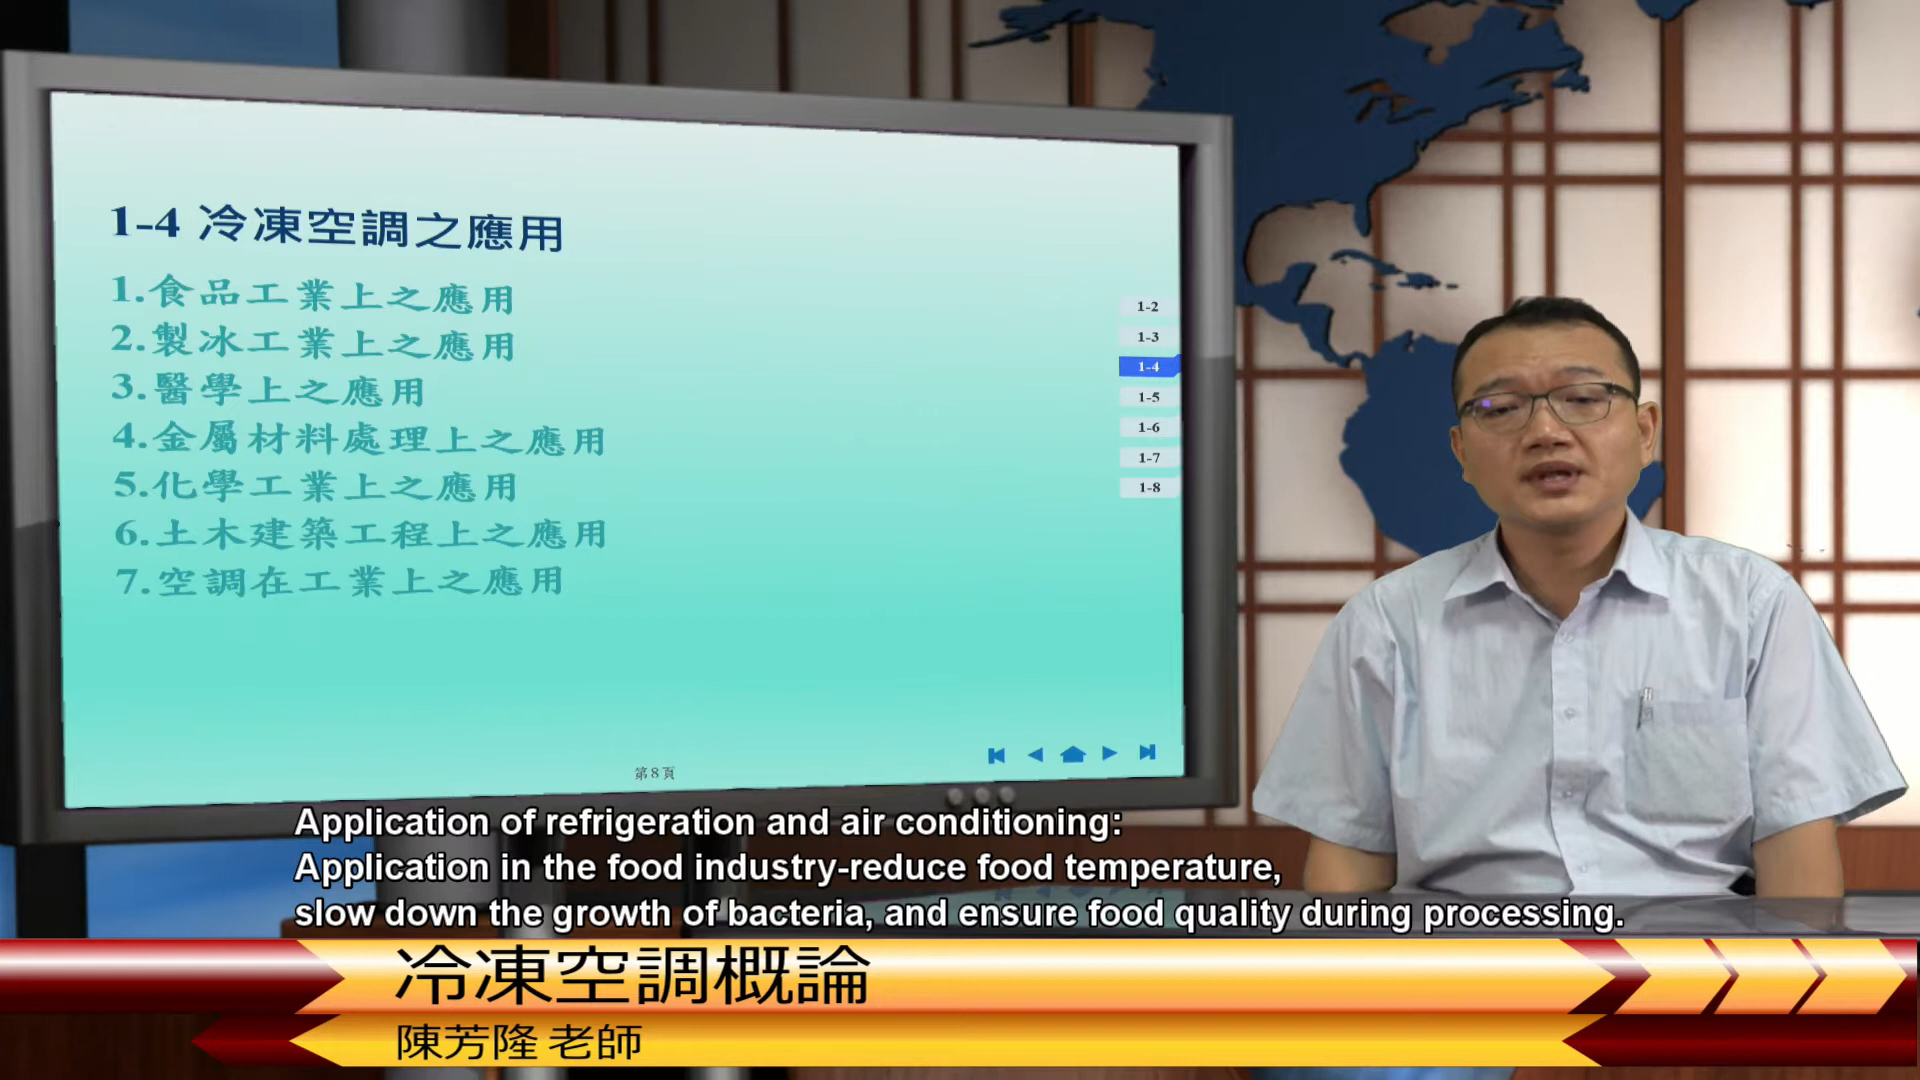 1-4 冷凍空調之應用
1.食品工業上之應用
2.製冰工業上之應用
3.醫學上之應用
4.金屬材料處理上之應用
5.化學工業上之應用
6.土木建築工程上之應用
7.空調在工業上之應用
1-2
1-3
1-4
1-5
1-6
1-7
1-8
第8頁
Application of refrigeration and air conditioning:
Application in the food industry-reduce food temperature,
slow down the growth of bacteria, and ensure food quality during processing.
冷凍空調概論
陳芳隆 老師